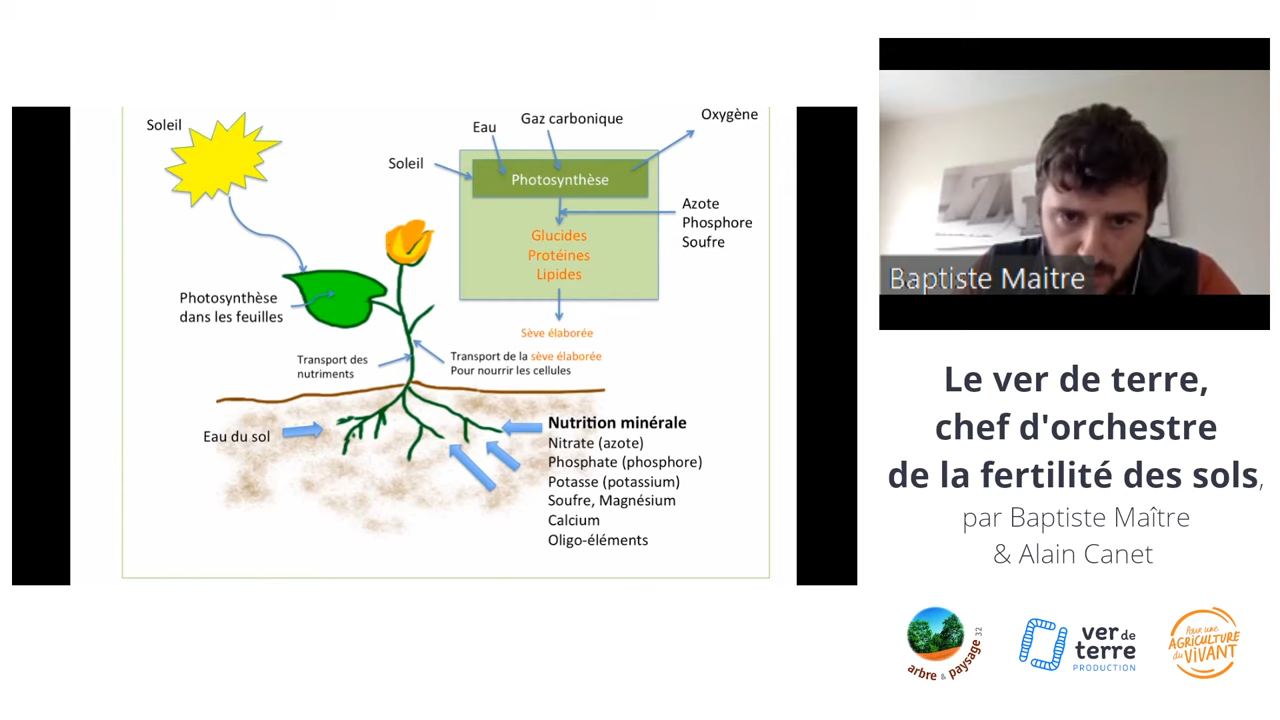 Soleil
Eau
Gaz carbonique
Oxygène
Soleil
Photosynthèse
Azote
Phosphore
Soufre
Glucides
Protéines
Lipides
Photosynthèse
dans les feuilles
Sève élaborée
Transport des
nutriments
Transport de la sève élaborée
Pour nourrir les cellules
Eau du sol
Nutrition minérale
Nitrate (azote)
Phosphate (phosphore)
Potasse (potassium)
Soufre, Magnésium
Calcium
Oligo-éléments
Baptiste Maitre
Le ver de terre,
chef d'orchestre
de la fertilité des sols,
par Baptiste Maître
& Alain Canet
arbre & paysage 32
ver de
terre
PRODUCTION
Pour une
AGRICULTURE
du VIVANT